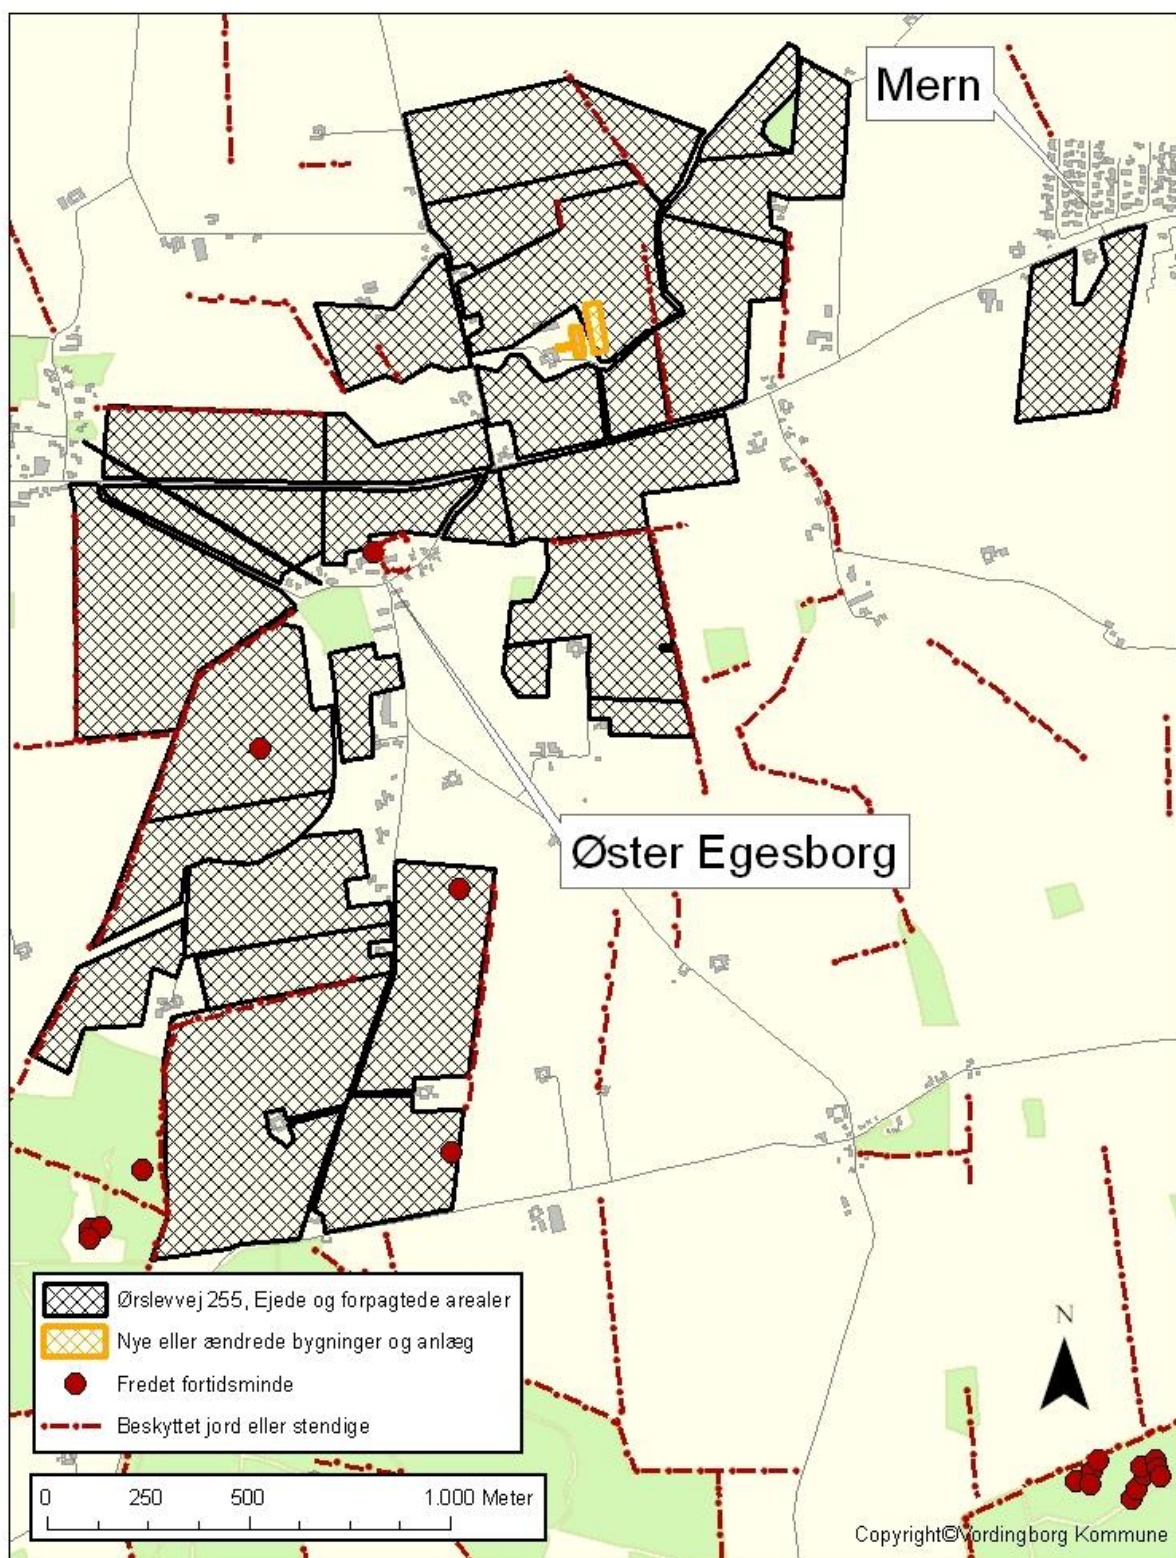 Mern
Øster Egesborg
Ørslevvej 255, Ejede og forpagtede arealer
Nye eller ændrede bygninger og anlæg
Fredet fortidsminde
Beskyttet jord eller stendige
N
0 250 500 1.000 Meter
Copyright©Vordingborg Kommune